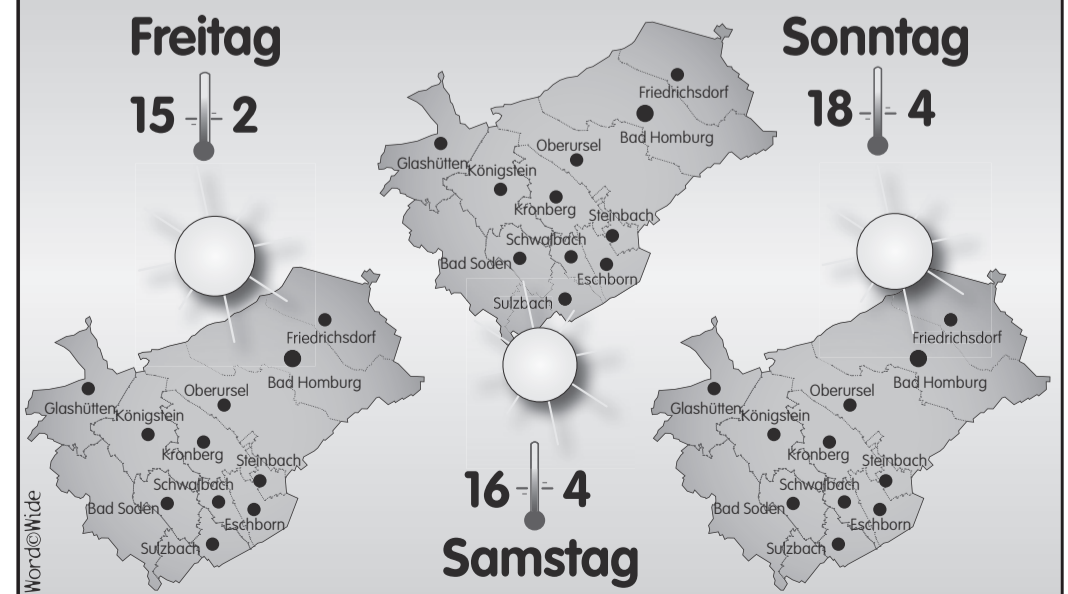 Freitag
15 2
Friedrichsdorf
Bad Homburg
Oberursel
Glashütten
Königstein
Kronberg
Steinbach
Schwalbach
Bad Soden
Eschborn
Sulzbach
Friedrichsdorf
Bad Homburg
Oberursel
Glashütten
Königstein
Kronberg
Steinbach
Schwalbach
Bad Soden
Eschborn
Sulzbach
16 4
Samstag
Sonntag
18 4
Friedrichsdorf
Bad Homburg
Oberursel
Glashütten
Königstein
Kronberg
Steinbach
Schwalbach
Bad Soden
Eschborn
Sulzbach
Word©Wide